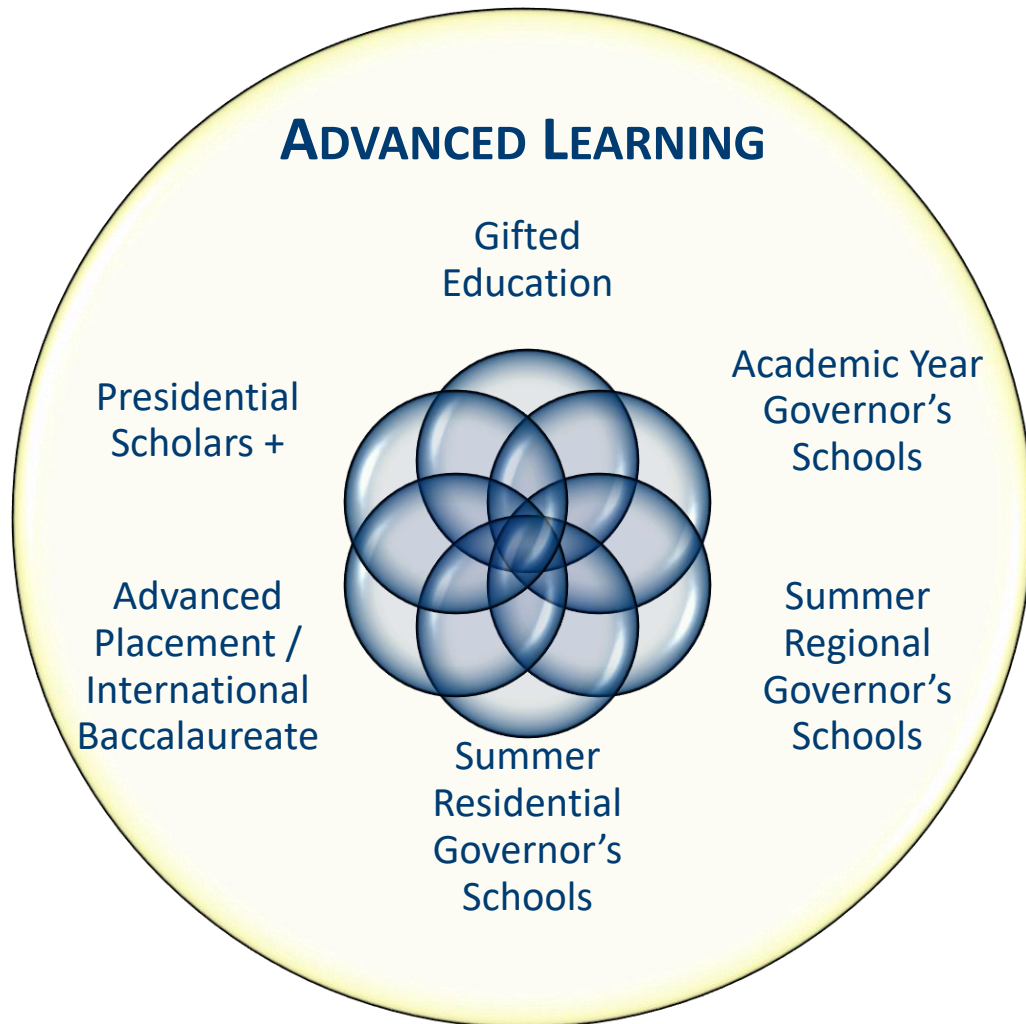 ADVANCED LEARNING
Gifted
Education
Academic Year
Governor’s
Schools
Summer
Regional
Governor’s
Schools
Summer
Residential
Governor’s
Schools
Advanced
Placement /
International
Baccalaureate
Presidential
Scholars +